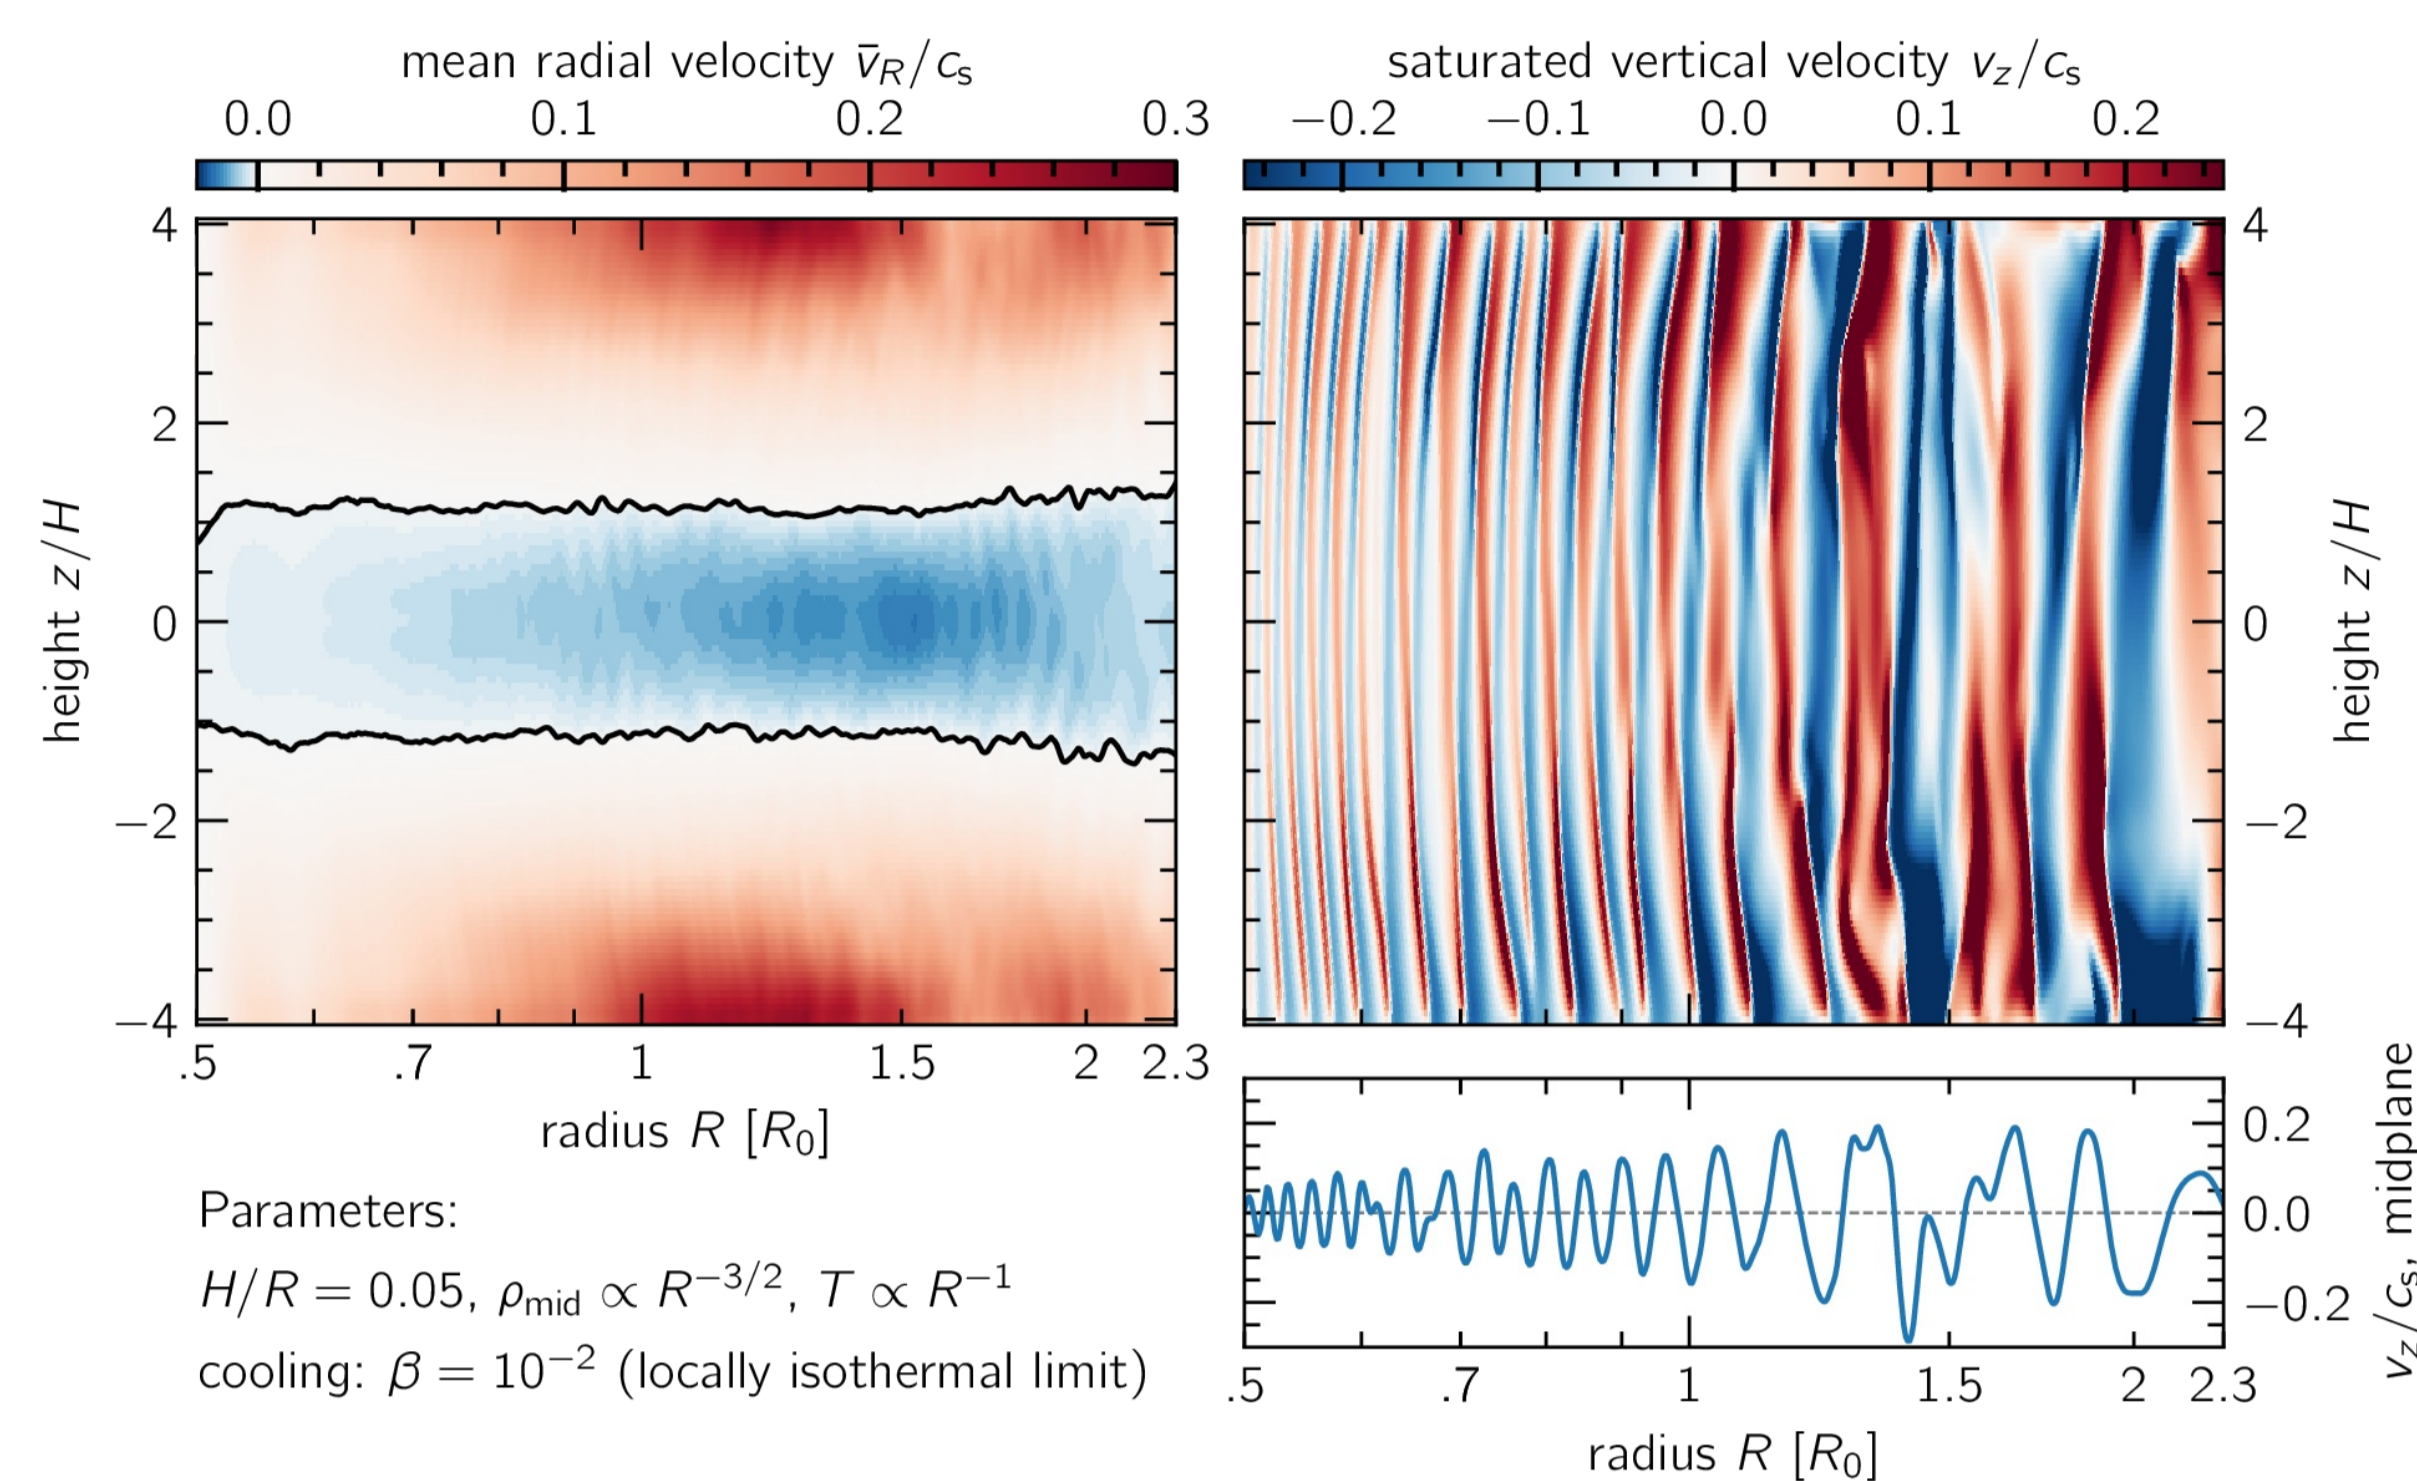 mean radial velocity v̄_R/c_s
0.0 0.1 0.2 0.3
height z/H
4
2
0
−2
−4
.5 .7 1 1.5 2 2.3
radius R [R_0]
Parameters:
H/R = 0.05, ρ_mid ∝ R^{−3/2}, T ∝ R^{−1}
cooling: β = 10^{−2} (locally isothermal limit)
saturated vertical velocity v_z/c_s
−0.2 −0.1 0.0 0.1 0.2
4
2
0
−2
−4
height z/H
0.2
0.0
−0.2
v_z/c_s, midplane
.5 .7 1 1.5 2 2.3
radius R [R_0]